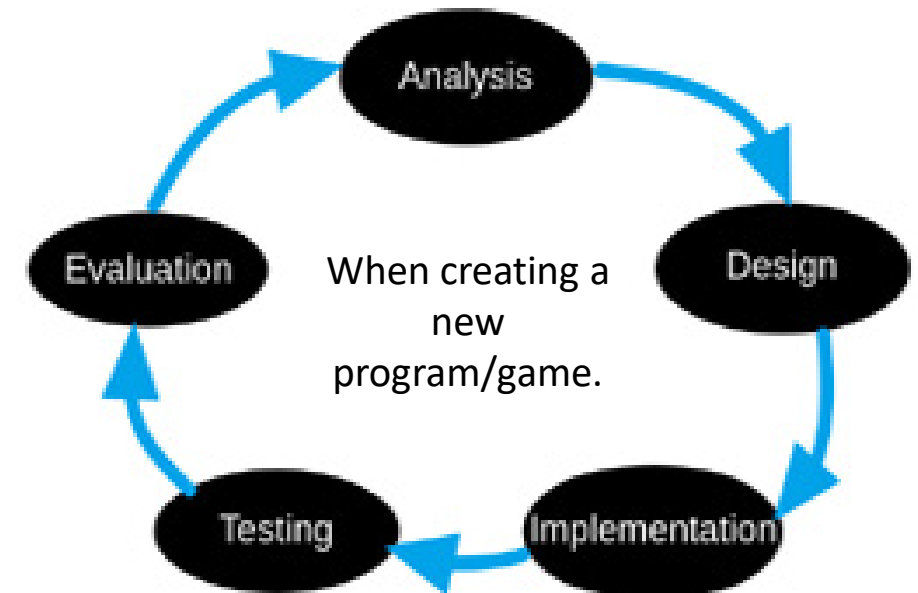 Analysis
Evaluation
Design
When creating a
new
program/game.
Testing
Implementation